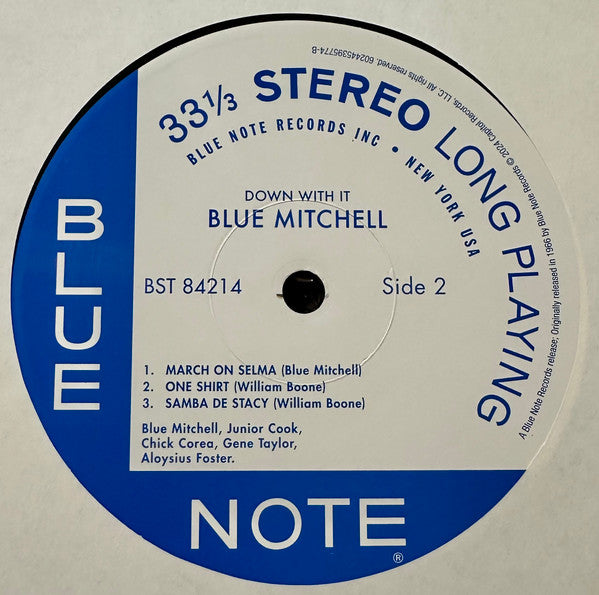 33⅓ STEREO LONG PLAYING
BLUE NOTE RECORDS INC • NEW YORK USA
A Blue Note Records release; Originally released in 1966 by Blue Note Records © 2024 Capitol Records, LLC. All rights reserved. 602445395774-B
DOWN WITH IT
BLUE MITCHELL
BST 84214 Side 2
1. MARCH ON SELMA (Blue Mitchell)
2. ONE SHIRT (William Boone)
3. SAMBA DE STACY (William Boone)
Blue Mitchell, Junior Cook,
Chick Corea, Gene Taylor,
Aloysius Foster.
BLUE
NOTE®